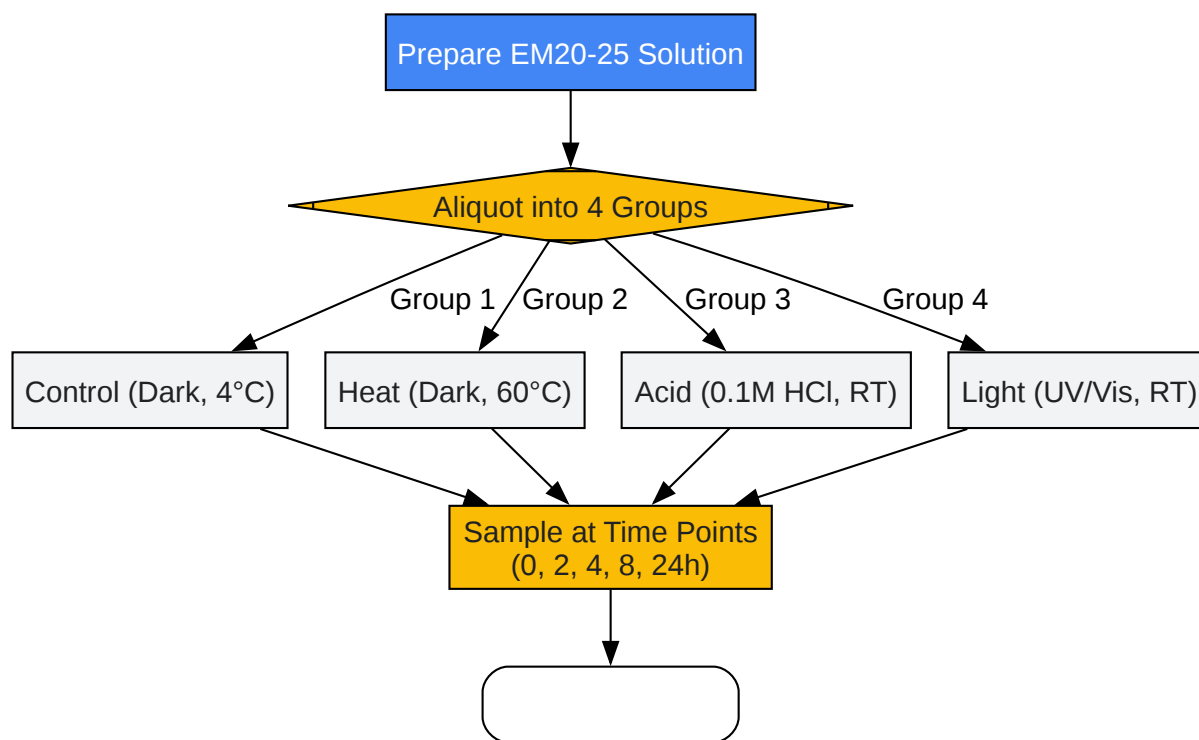 Prepare EM20-25 Solution
Aliquot into 4 Groups
Group 1
Group 2
Group 3
Group 4
Control (Dark, 4°C)
Heat (Dark, 60°C)
Acid (0.1M HCl, RT)
Light (UV/Vis, RT)
Sample at Time Points
(0, 2, 4, 8, 24h)